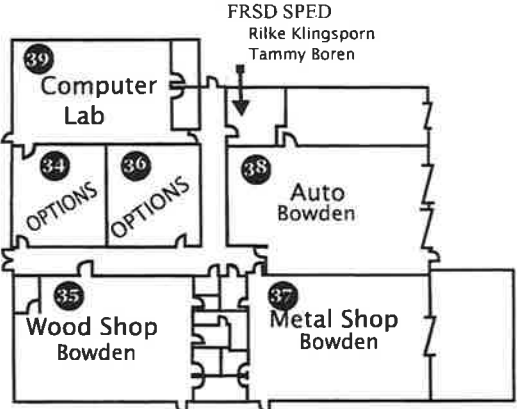 FRSD SPED
Rilke Klingsporn
Tammy Boren
39
Computer
Lab
34
OPTIONS
36
OPTIONS
38
Auto
Bowden
35
Wood Shop
Bowden
37
Metal Shop
Bowden